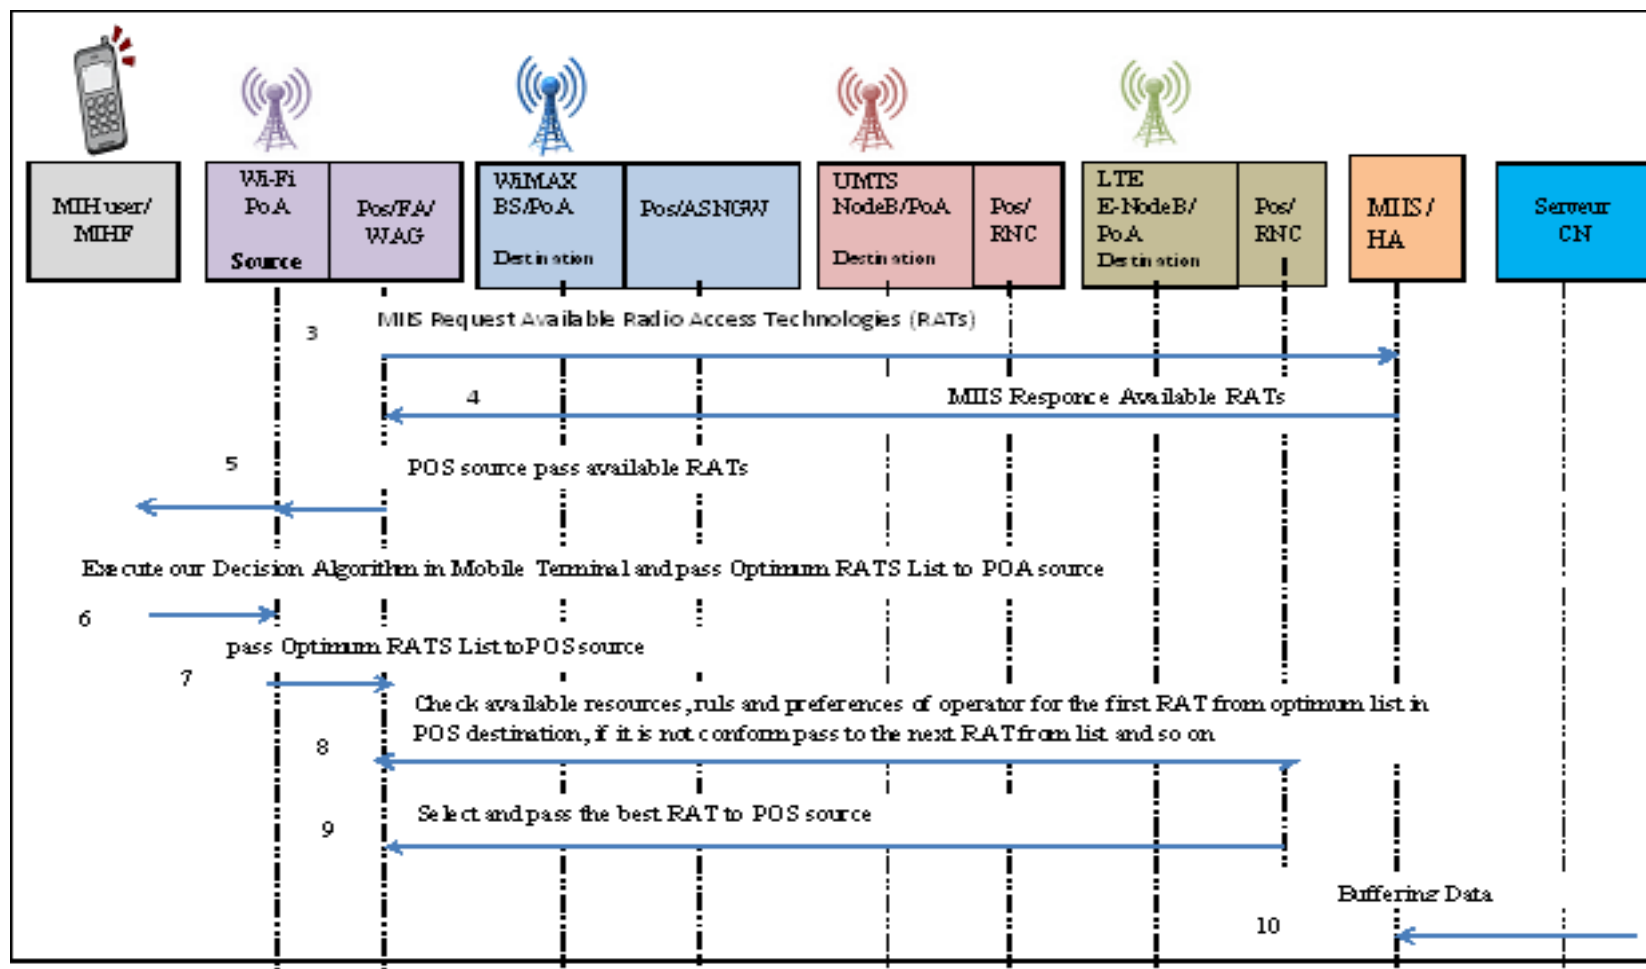 MIH user/
MIHF
Wi-Fi
PoA
Source
Pos/FA/
WAG
WiMAX
BS/PoA
Destination
Pos/ASNGW
UMTS
NodeB/PoA
Destination
Pos/
RNC
LTE
E-NodeB/
PoA
Destination
Pos/
RNC
MIIS/
HA
Serveur
CN
3
MIIS Request Available Radio Access Technologies (RATs)
4
MIIS Responce Available RATs
5
POS source pass available RATs
Execute our Decision Algorithm in Mobile Terminal and pass Optimum RATS List to POA source
6
pass Optimum RATS List to POS source
7
Check available resources, ruls and preferences of operator for the first RAT from optimum list in
POS destination, if it is not conform pass to the next RAT from list and so on
8
Select and pass the best RAT to POS source
9
Buffering Data
10